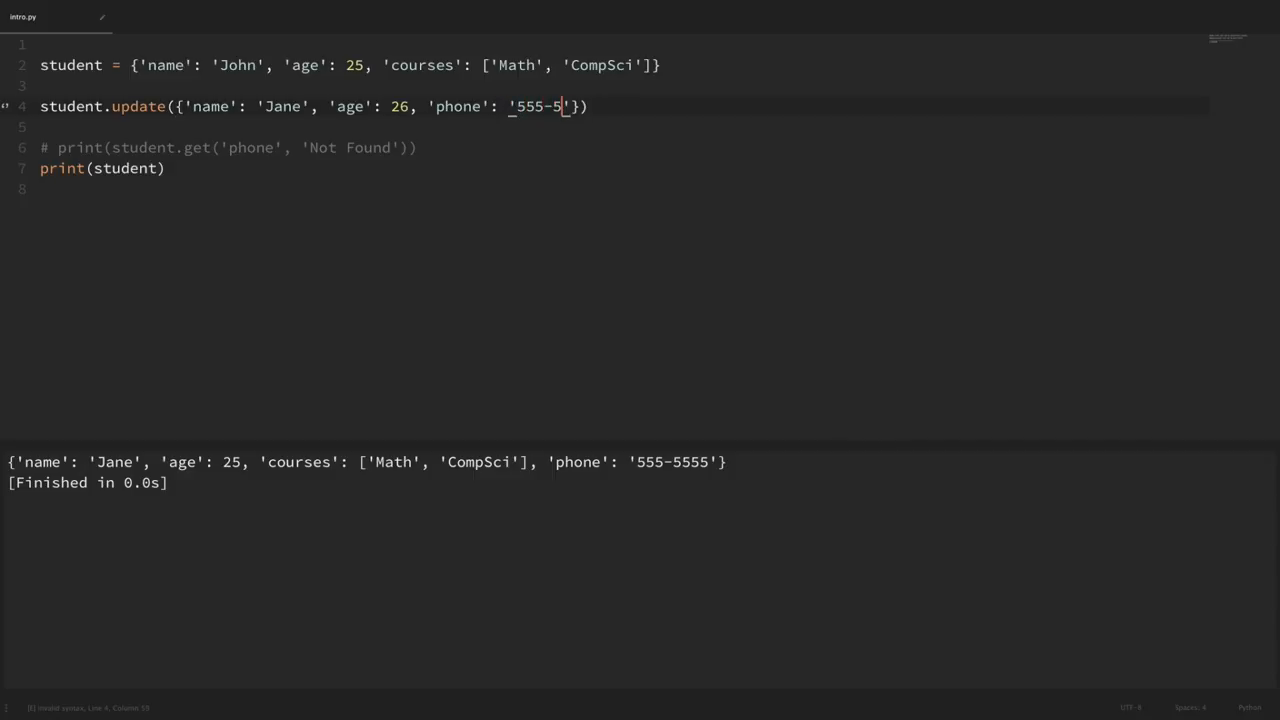 intro.py
1
2 student = {'name': 'John', 'age': 25, 'courses': ['Math', 'CompSci']}
3
4 student.update({'name': 'Jane', 'age': 26, 'phone': '555-5'})
5
6 # print(student.get('phone', 'Not Found'))
7 print(student)
8
{'name': 'Jane', 'age': 25, 'courses': ['Math', 'CompSci'], 'phone': '555-5555'}
[Finished in 0.0s]
[E] invalid syntax, Line 4, Column 59 UTF-8 Spaces: 4 Python